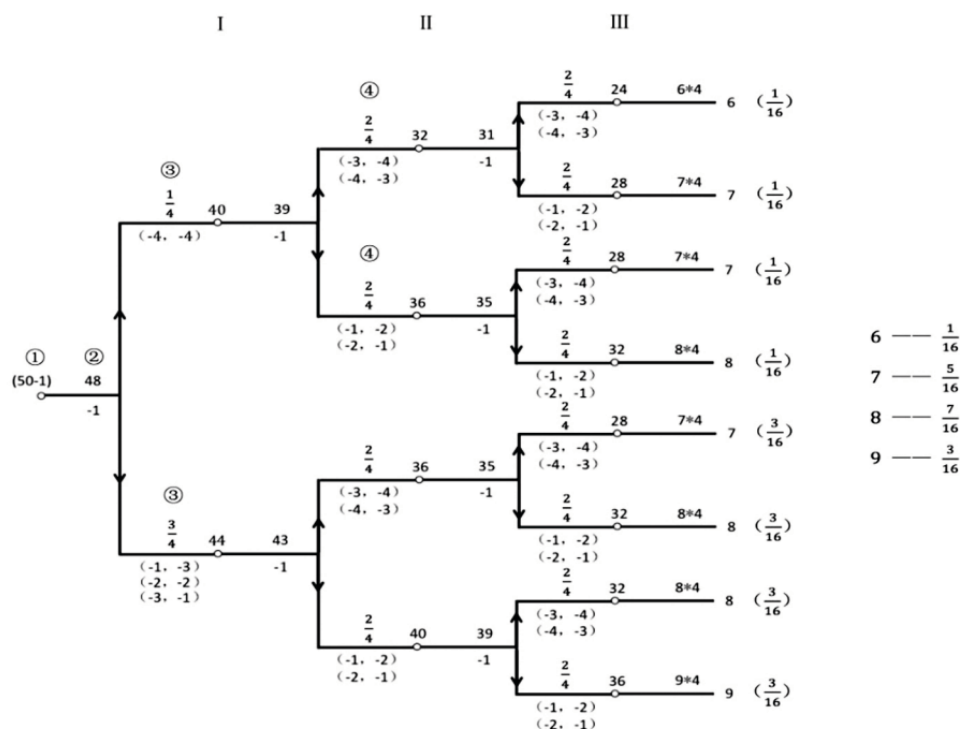 I II III
④ 2/4 24 6*4 6 (1/16)
2/4 32 31 (-3, -4)
(-3, -4) -1 (-4, -3)
(-4, -3) 2/4 28 7*4 7 (1/16)
③ (-1, -2)
1/4 40 39 (-2, -1)
(-4, -4) -1
④ 2/4 28 7*4 7 (1/16)
2/4 36 35 (-3, -4)
(-1, -2) -1 (-4, -3)
(-2, -1) 2/4 32 8*4 8 (1/16)
(-1, -2)
(-2, -1)
① ②
(50-1) 48
-1
2/4 28 7*4 7 (3/16)
2/4 36 35 (-3, -4)
(-3, -4) -1 (-4, -3)
(-4, -3) 2/4 32 8*4 8 (3/16)
③ (-1, -2)
3/4 44 43 (-2, -1)
(-1, -3) -1
(-2, -2)
(-3, -1)
2/4 32 8*4 8 (3/16)
2/4 40 39 (-3, -4)
(-1, -2) -1 (-4, -3)
(-2, -1) 2/4 36 9*4 9 (3/16)
(-1, -2)
(-2, -1)
6 —— 1/16
7 —— 5/16
8 —— 7/16
9 —— 3/16